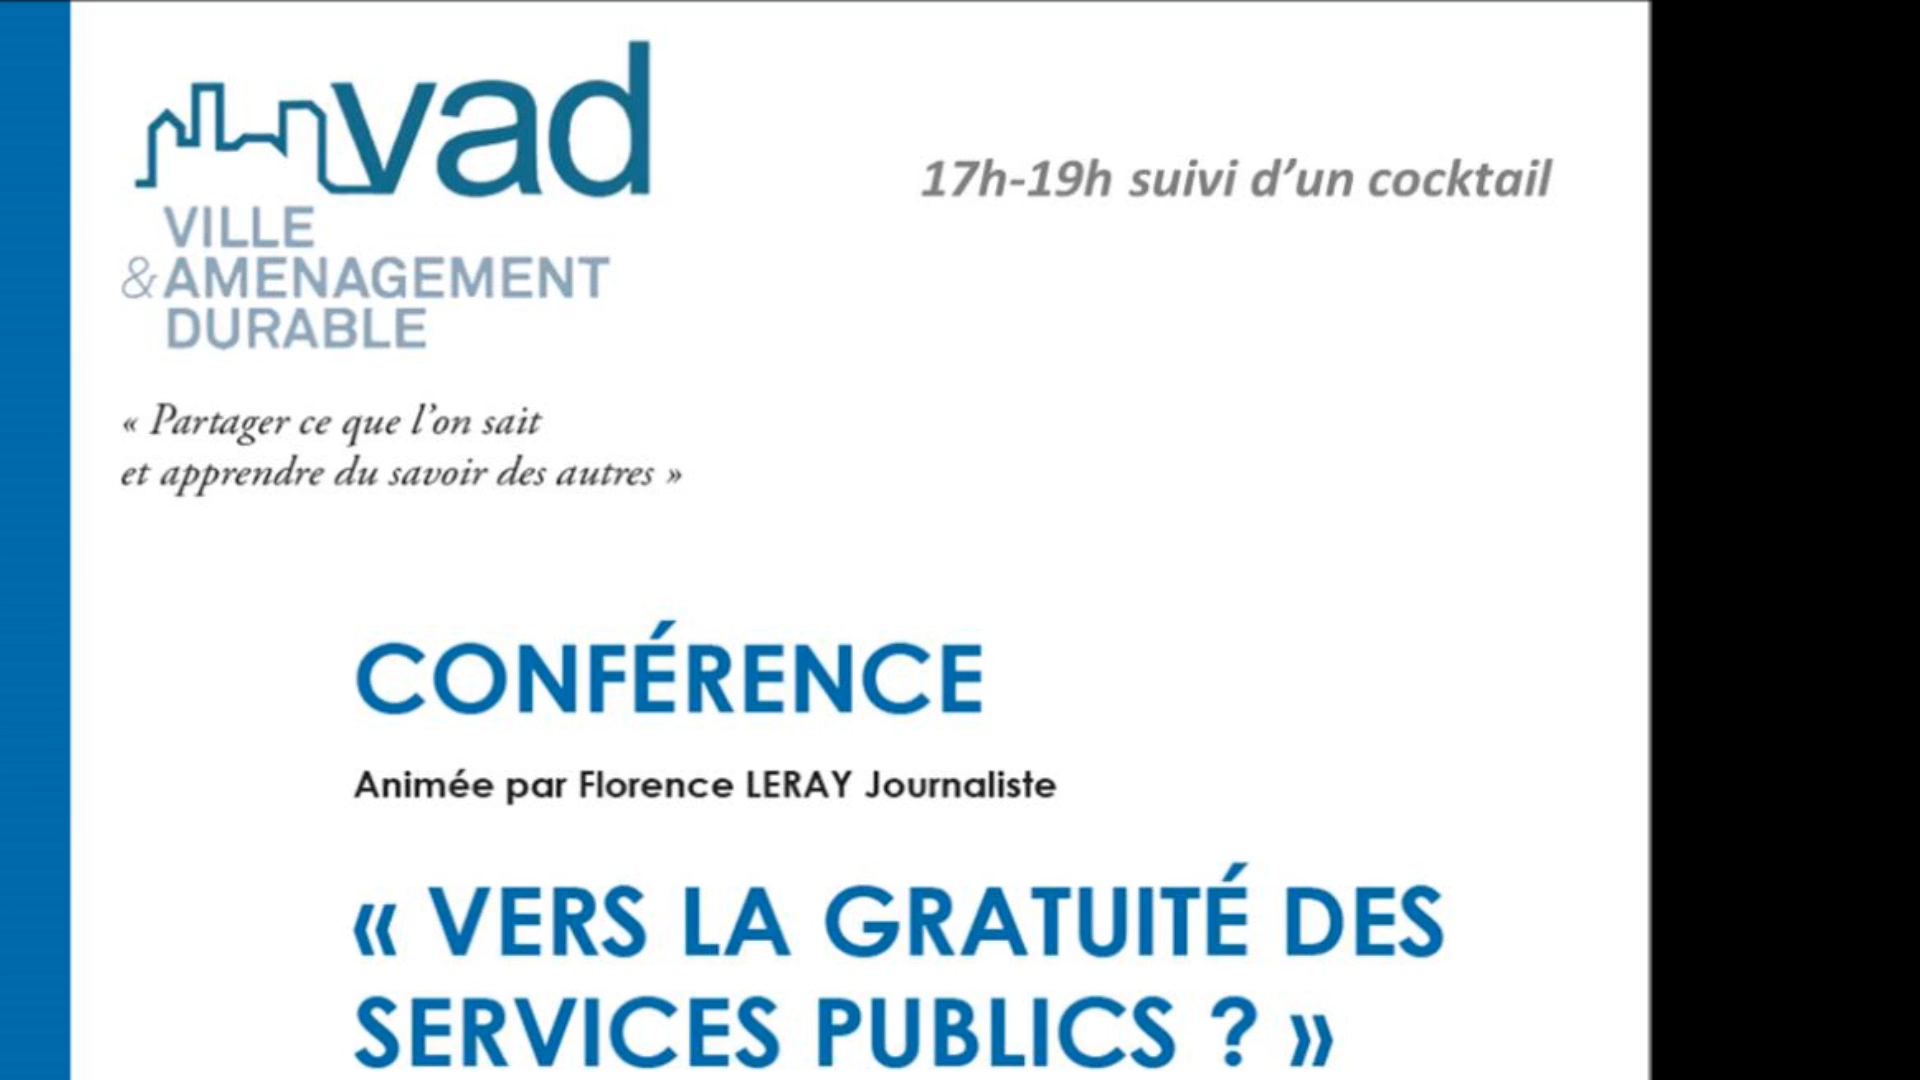 vad
VILLE
&AMENAGEMENT
DURABLE
17h-19h suivi d’un cocktail
« Partager ce que l’on sait
et apprendre du savoir des autres »
CONFÉRENCE
Animée par Florence LERAY Journaliste
« VERS LA GRATUITÉ DES
SERVICES PUBLICS ? »